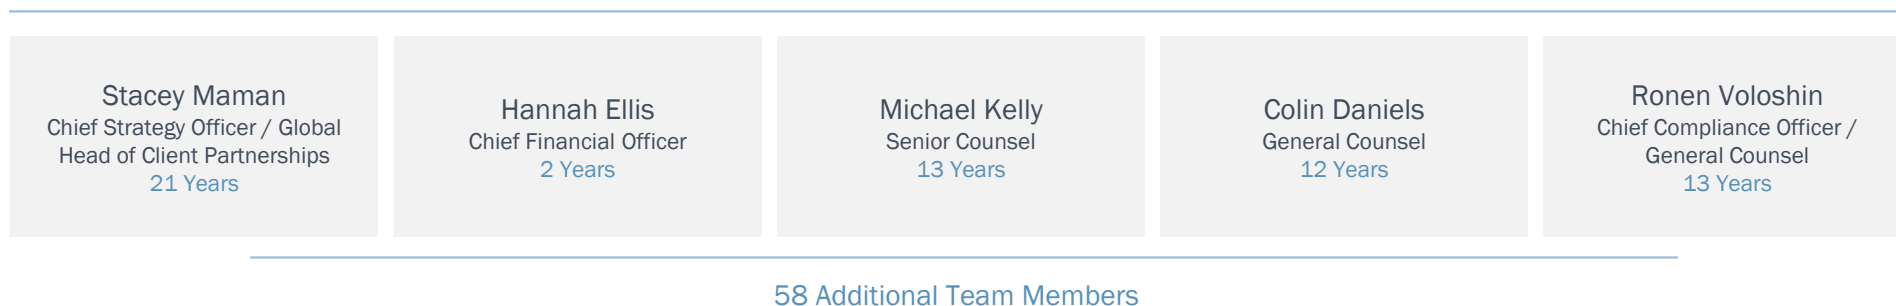 Stacey Maman
Chief Strategy Officer / Global
Head of Client Partnerships
21 Years
Hannah Ellis
Chief Financial Officer
2 Years
Michael Kelly
Senior Counsel
13 Years
Colin Daniels
General Counsel
12 Years
Ronen Voloshin
Chief Compliance Officer /
General Counsel
13 Years
58 Additional Team Members